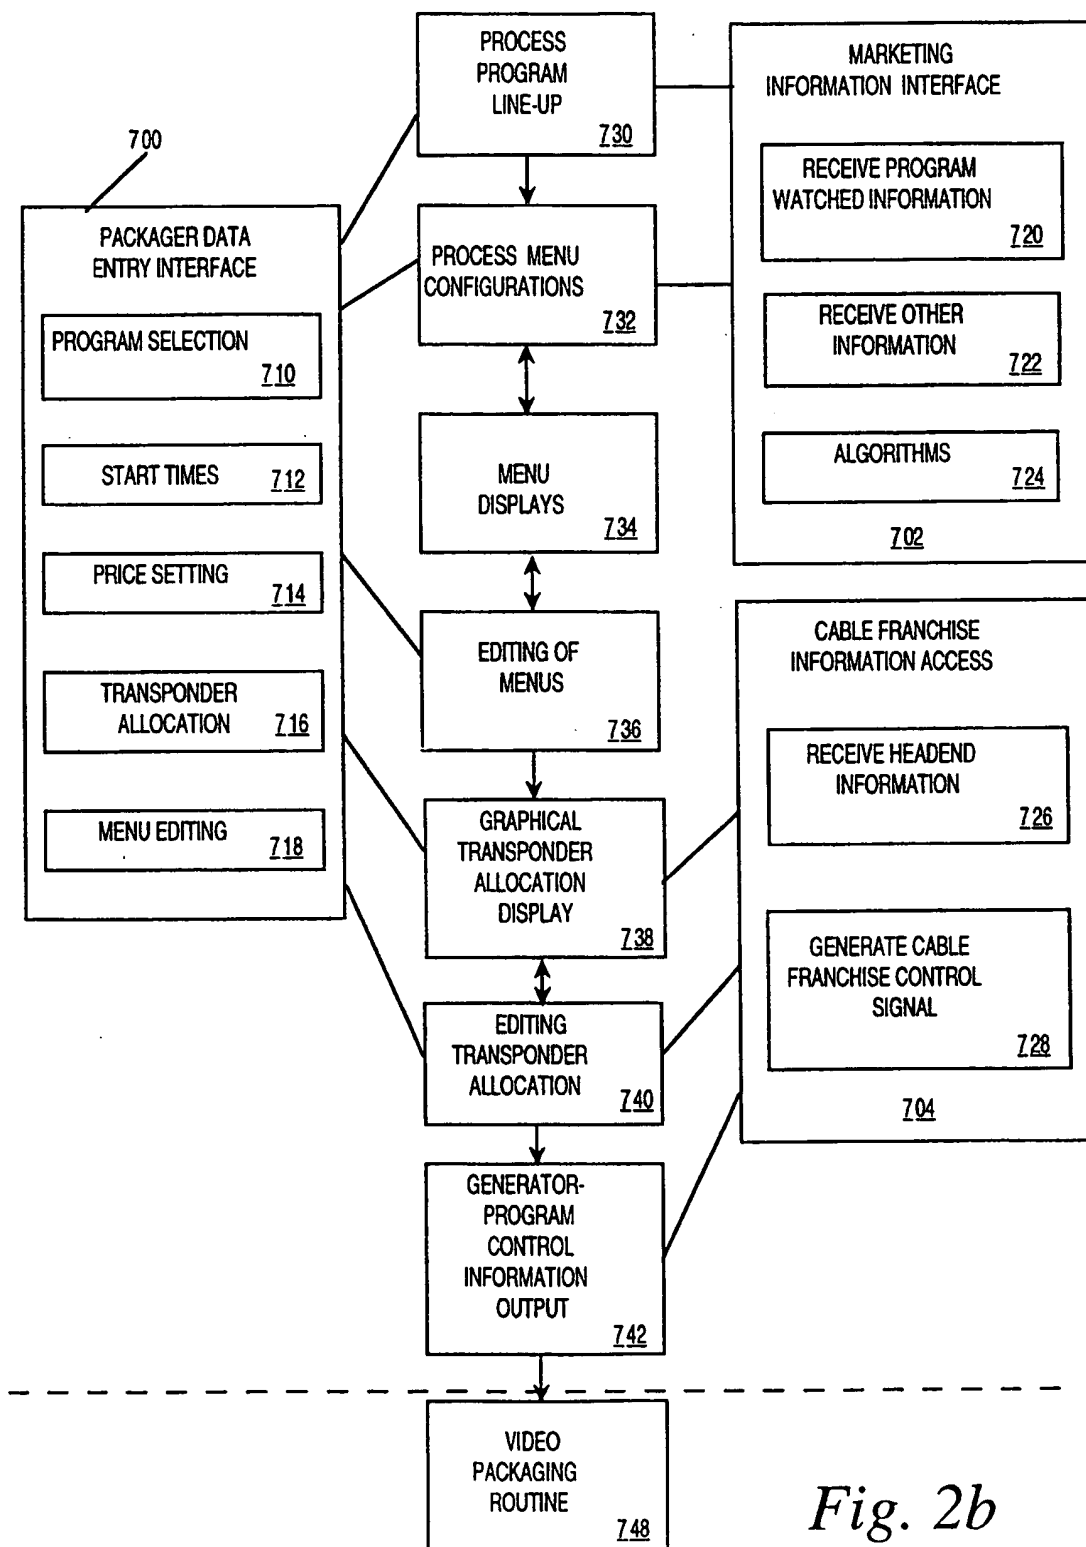 PROCESS
PROGRAM
LINE-UP
730
MARKETING
INFORMATION INTERFACE
RECEIVE PROGRAM
WATCHED INFORMATION
720
RECEIVE OTHER
INFORMATION
722
ALGORITHMS
724
702
700
PACKAGER DATA
ENTRY INTERFACE
PROGRAM SELECTION
710
START TIMES
712
PRICE SETTING
714
TRANSPONDER
ALLOCATION
716
MENU EDITING
718
PROCESS MENU
CONFIGURATIONS
732
MENU
DISPLAYS
734
EDITING OF
MENUS
736
GRAPHICAL
TRANSPONDER
ALLOCATION
DISPLAY
738
EDITING
TRANSPONDER
ALLOCATION
740
GENERATOR-
PROGRAM
CONTROL
INFORMATION
OUTPUT
742
CABLE FRANCHISE
INFORMATION ACCESS
RECEIVE HEADEND
INFORMATION
726
GENERATE CABLE
FRANCHISE CONTROL
SIGNAL
728
704
VIDEO
PACKAGING
ROUTINE
748
Fig. 2b